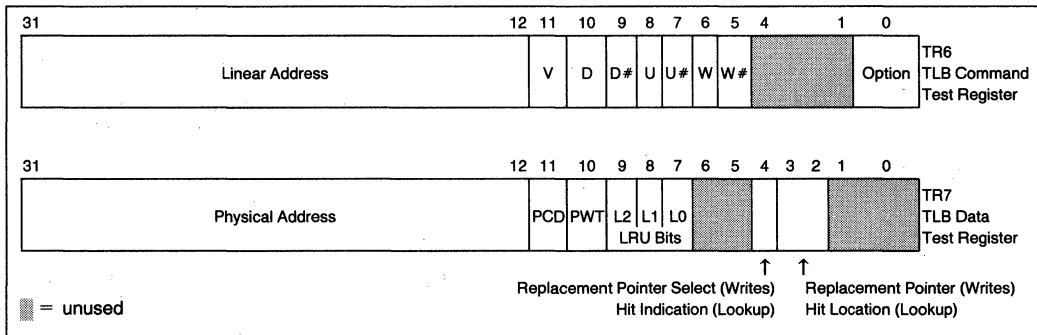 31 12 11 10 9 8 7 6 5 4 1 0
Linear Address V D D# U U# W W# Option
TR6
TLB Command
Test Register
31 12 11 10 9 8 7 6 5 4 3 2 1 0
Physical Address PCD PWT L2 L1 L0
LRU Bits
TR7
TLB Data
Test Register
↑ ↑
Replacement Pointer Select (Writes) Replacement Pointer (Writes)
Hit Indication (Lookup) Hit Location (Lookup)
= unused